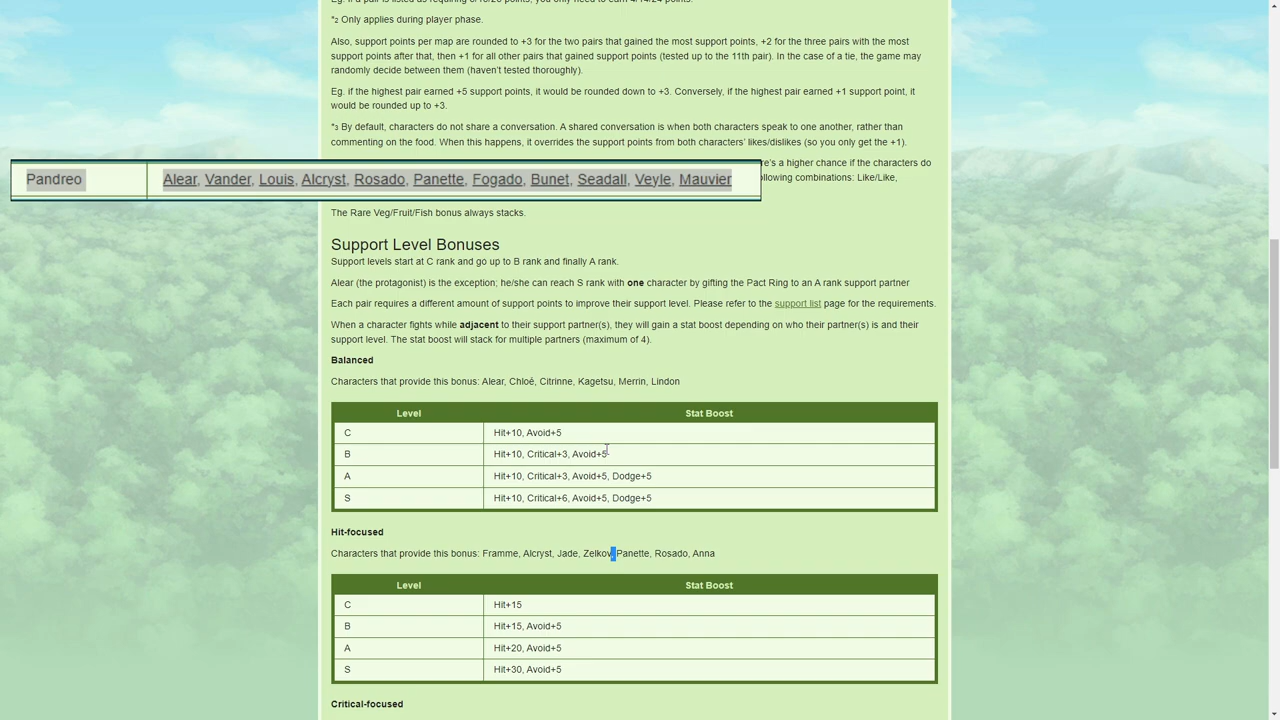 *₂ Only applies during player phase.
Also, support points per map are rounded to +3 for the two pairs that gained the most support points, +2 for the three pairs with the most
support points after that, then +1 for all other pairs that gained support points (tested up to the 11th pair). In the case of a tie, the game may
randomly decide between them (haven't tested thoroughly).
Eg. if the highest pair earned +5 support points, it would be rounded down to +3. Conversely, if the highest pair earned +1 support point, it
would be rounded up to +3.
*₃ By default, characters do not share a conversation. A shared conversation is when both characters speak to one another, rather than
commenting on the food. When this happens, it overrides the support points from both characters' likes/dislikes (so you only get the +1).
re's a higher chance if the characters do
Pandreo Alear, Vander, Louis, Alcryst, Rosado, Panette, Fogado, Bunet, Seadall, Veyle, Mauvier
ollowing combinations: Like/Like,
The Rare Veg/Fruit/Fish bonus always stacks.
Support Level Bonuses
Support levels start at C rank and go up to B rank and finally A rank.
Alear (the protagonist) is the exception; he/she can reach S rank with one character by gifting the Pact Ring to an A rank support partner
Each pair requires a different amount of support points to improve their support level. Please refer to the support list page for the requirements.
When a character fights while adjacent to their support partner(s), they will gain a stat boost depending on who their partner(s) is and their
support level. The stat boost will stack for multiple partners (maximum of 4).
Balanced
Characters that provide this bonus: Alear, Chloé, Citrinne, Kagetsu, Merrin, Lindon
Level Stat Boost
C Hit+10, Avoid+5
B Hit+10, Critical+3, Avoid+5
A Hit+10, Critical+3, Avoid+5, Dodge+5
S Hit+10, Critical+6, Avoid+5, Dodge+5
Hit-focused
Characters that provide this bonus: Framme, Alcryst, Jade, Zelkov, Panette, Rosado, Anna
Level Stat Boost
C Hit+15
B Hit+15, Avoid+5
A Hit+20, Avoid+5
S Hit+30, Avoid+5
Critical-focused